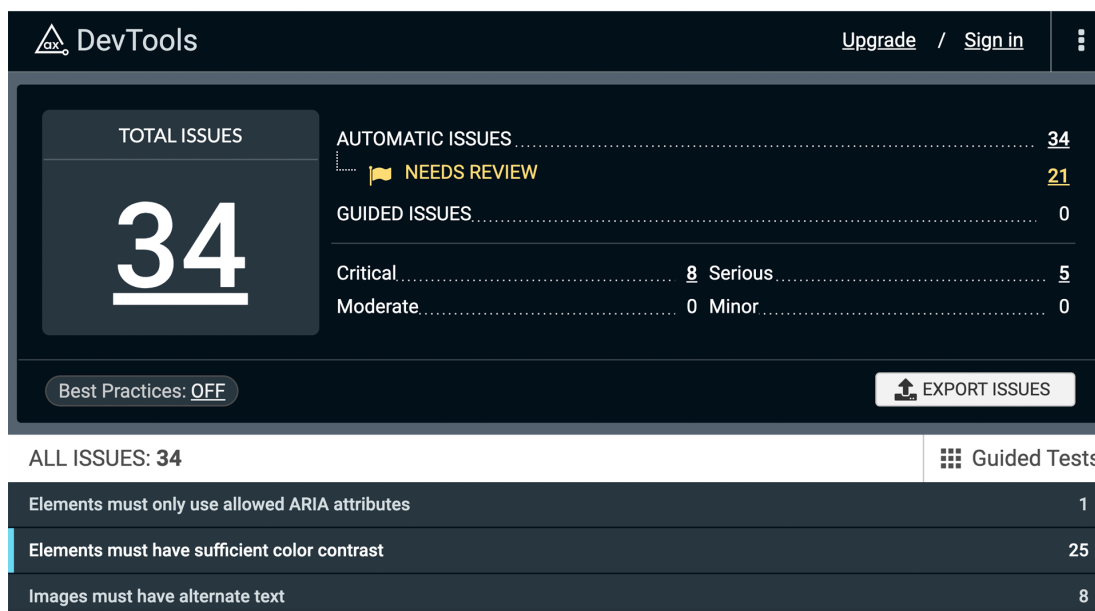 ax DevTools
Upgrade / Sign in
TOTAL ISSUES
34
AUTOMATIC ISSUES 34
NEEDS REVIEW 21
GUIDED ISSUES 0
Critical 8 Serious 5
Moderate 0 Minor 0
Best Practices: OFF
EXPORT ISSUES
ALL ISSUES: 34
Guided Tests
Elements must only use allowed ARIA attributes 1
Elements must have sufficient color contrast 25
Images must have alternate text 8